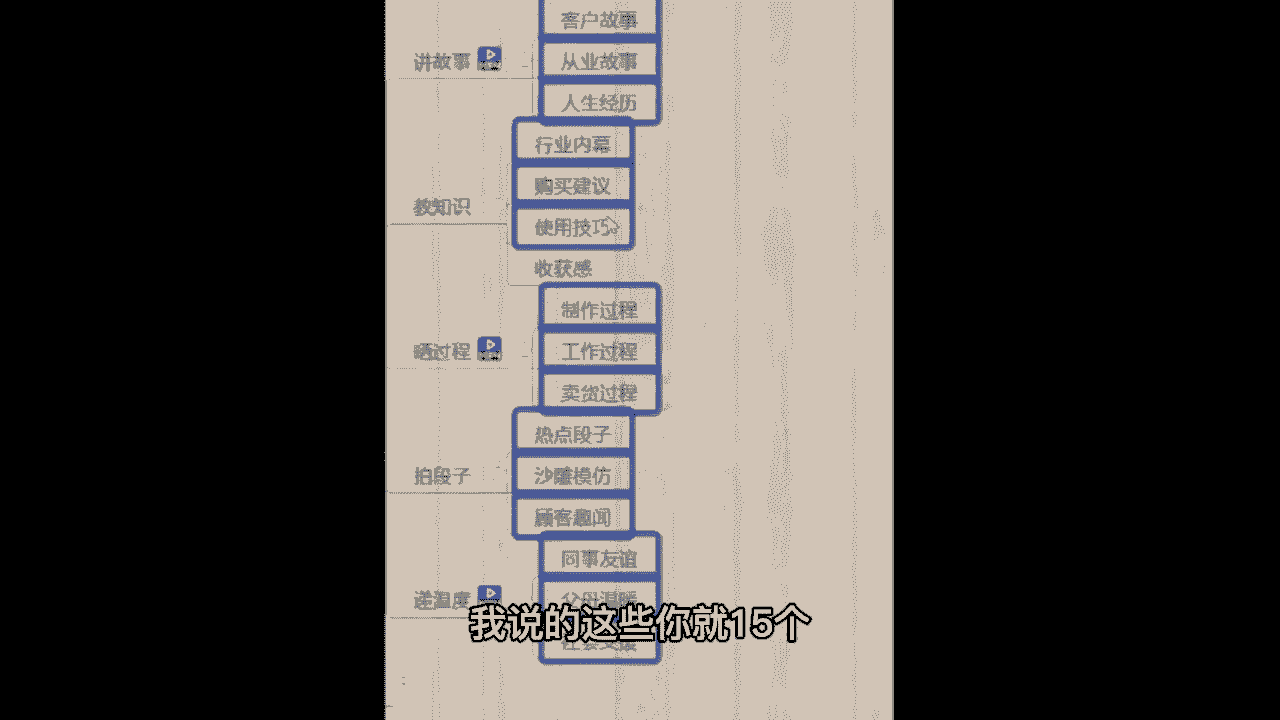 客户故事
讲故事
从业故事
人生经历
行业内幕
教知识
购买建议
使用技巧
收获感
制作过程
晒过程
工作过程
卖货过程
热点段子
拍段子
沙雕模仿
顾客趣闻
同事友谊
递温度
父母温暖
我说的这些你就15个